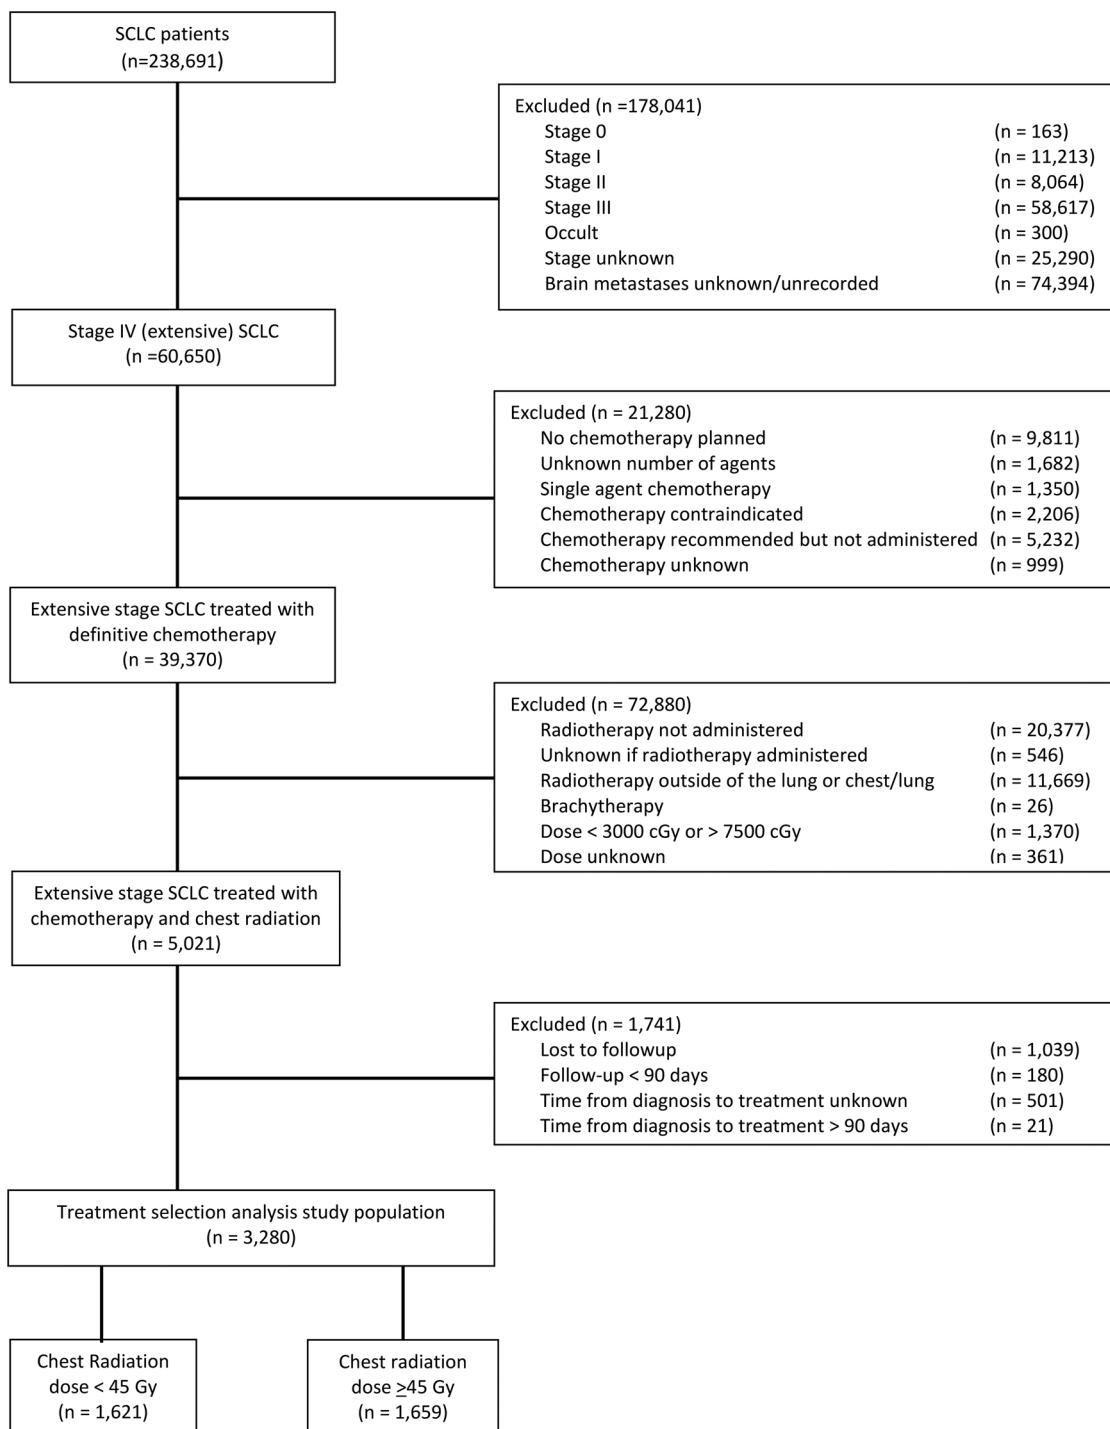 SCLC patients
(n=238,691)
Excluded (n =178,041)
Stage 0 (n = 163)
Stage I (n = 11,213)
Stage II (n = 8,064)
Stage III (n = 58,617)
Occult (n = 300)
Stage unknown (n = 25,290)
Brain metastases unknown/unrecorded (n = 74,394)
Stage IV (extensive) SCLC
(n =60,650)
Excluded (n = 21,280)
No chemotherapy planned (n = 9,811)
Unknown number of agents (n = 1,682)
Single agent chemotherapy (n = 1,350)
Chemotherapy contraindicated (n = 2,206)
Chemotherapy recommended but not administered (n = 5,232)
Chemotherapy unknown (n = 999)
Extensive stage SCLC treated with
definitive chemotherapy
(n = 39,370)
Excluded (n = 72,880)
Radiotherapy not administered (n = 20,377)
Unknown if radiotherapy administered (n = 546)
Radiotherapy outside of the lung or chest/lung (n = 11,669)
Brachytherapy (n = 26)
Dose < 3000 cGy or > 7500 cGy (n = 1,370)
Dose unknown (n = 361)
Extensive stage SCLC treated with
chemotherapy and chest radiation
(n = 5,021)
Excluded (n = 1,741)
Lost to followup (n = 1,039)
Follow-up < 90 days (n = 180)
Time from diagnosis to treatment unknown (n = 501)
Time from diagnosis to treatment > 90 days (n = 21)
Treatment selection analysis study population
(n = 3,280)
Chest Radiation
dose < 45 Gy
(n = 1,621)
Chest radiation
dose ≥45 Gy
(n = 1,659)